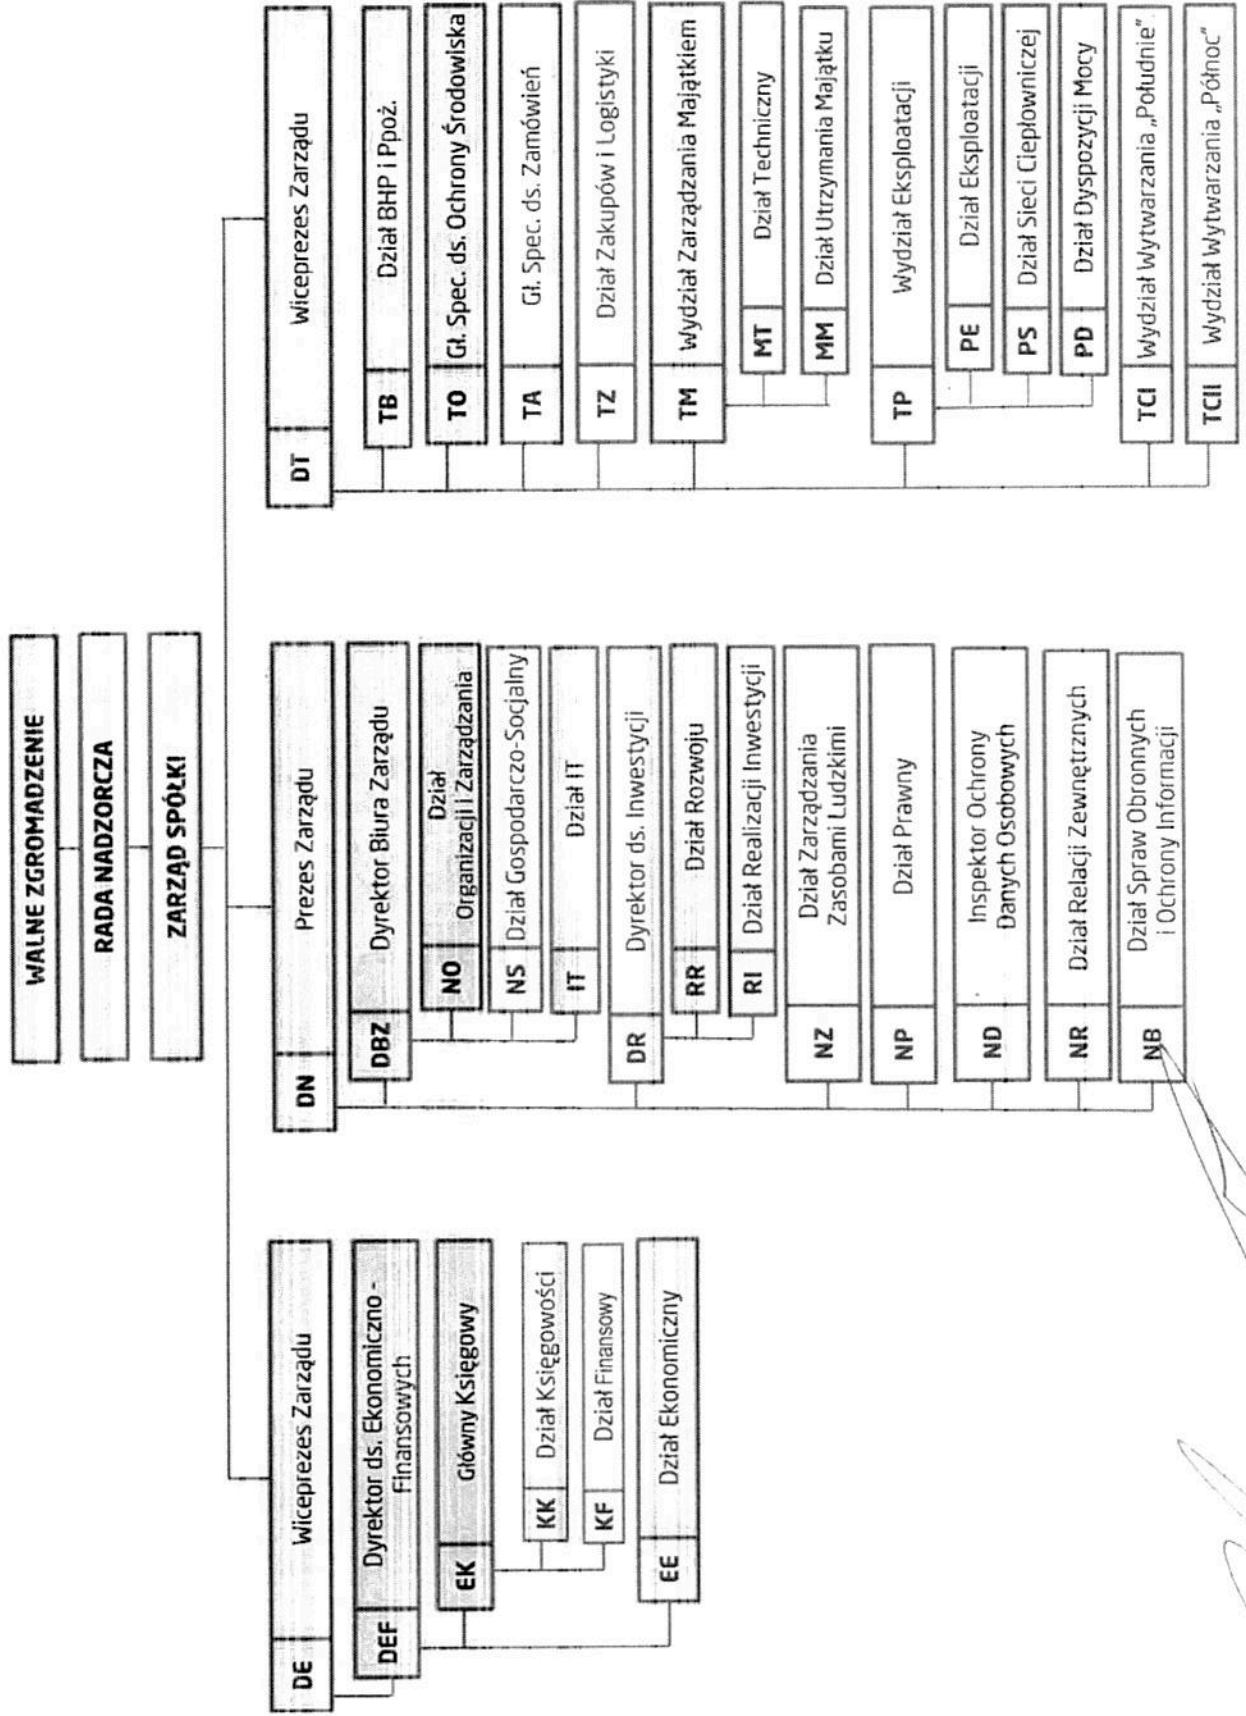 WALNE ZGROMADZENIE
RADA NADZORCZA
ZARZĄD SPÓŁKI
DE Wiceprezes Zarządu
DEF Dyrektor ds. Ekonomiczno -
Finansowych
EK Główny Księgowy
KK Dział Księgowości
KF Dział Finansowy
EE Dział Ekonomiczny
DN Prezes Zarządu
DBZ Dyrektor Biura Zarządu
NO Dział
Organizacji i Zarządzania
NS Dział Gospodarczo-Socjalny
IT Dział IT
DR Dyrektor ds. Inwestycji
RR Dział Rozwoju
RI Dział Realizacji Inwestycji
NZ Dział Zarządzania
Zasobami Ludzkimi
NP Dział Prawny
ND Inspektor Ochrony
Danych Osobowych
NR Dział Relacji Zewnętrznych
NB Dział Spraw Obronnych
i Ochrony Informacji
DT Wiceprezes Zarządu
TB Dział BHP i Ppoż.
TO Gł. Spec. ds. Ochrony Środowiska
TA Gł. Spec. ds. Zamówień
TZ Dział Zakupów i Logistyki
TM Wydział Zarządzania Majątkiem
MT Dział Techniczny
MM Dział Utrzymania Majątku
TP Wydział Eksploatacji
PE Dział Eksploatacji
PS Dział Sieci Ciepłowniczej
PD Dział Dyspozycji Mocy
TCI Wydział Wytwarzania „Południe”
TCII Wydział Wytwarzania „Północ”